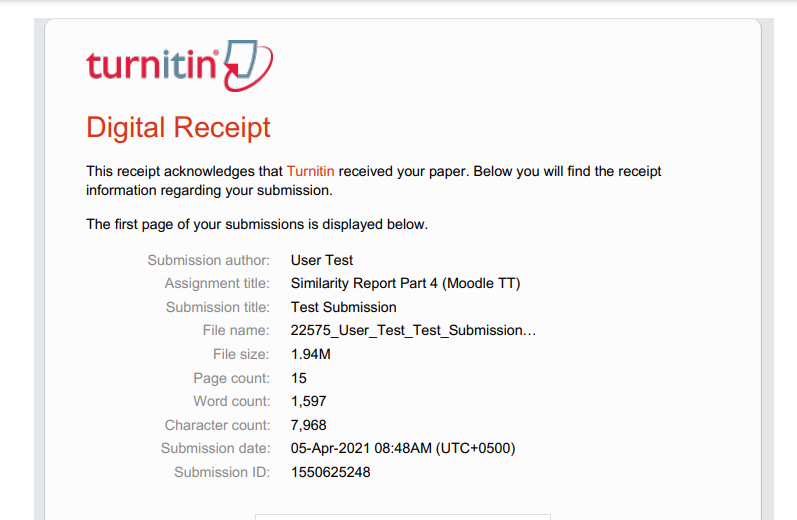 turnitin
Digital Receipt
This receipt acknowledges that Turnitin received your paper. Below you will find the receipt
information regarding your submission.
The first page of your submissions is displayed below.
Submission author: User Test
Assignment title: Similarity Report Part 4 (Moodle TT)
Submission title: Test Submission
File name: 22575_User_Test_Test_Submission…
File size: 1.94M
Page count: 15
Word count: 1,597
Character count: 7,968
Submission date: 05-Apr-2021 08:48AM (UTC+0500)
Submission ID: 1550625248